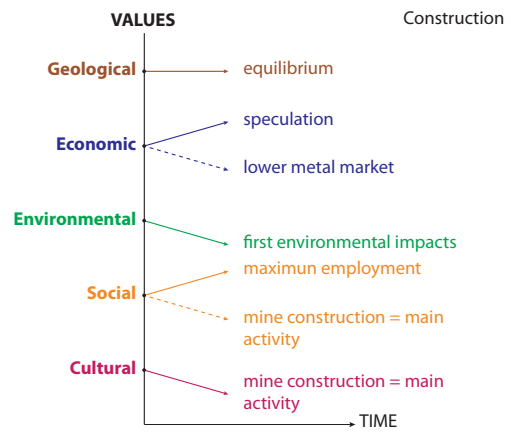 VALUES
Construction
Geological
equilibrium
speculation
Economic
lower metal market
Environmental
first environmental impacts
maximun employment
Social
mine construction = main
activity
Cultural
mine construction = main
activity
TIME